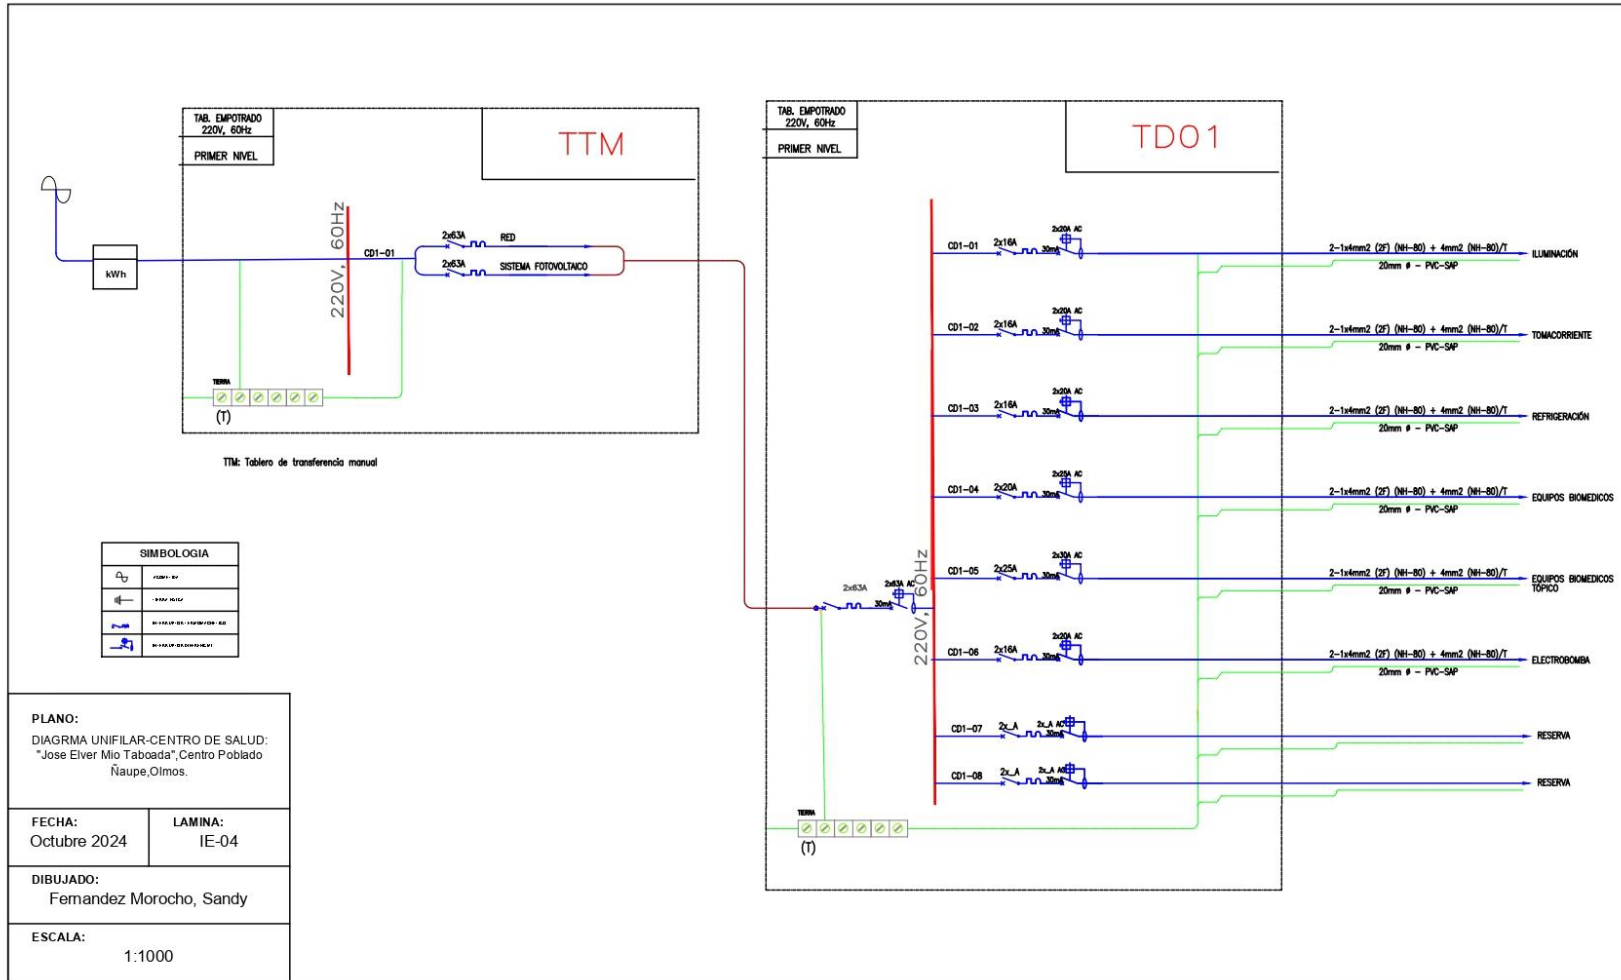 TAB. EMPOTRADO
220V, 60Hz
PRIMER NIVEL
TTM
kWh
220V, 60Hz
CD1-01
2x63A
RED
2x63A
SISTEMA FOTOVOLTAICO
TIERRA
(T)
TTM: Tablero de transferencia manual
TAB. EMPOTRADO
220V, 60Hz
PRIMER NIVEL
TD01
220V, 60Hz
2x63A
2x63A AC
30mA
CD1-01
2x16A
2x20A AC
30mA
2-1x4mm2 (2F) (NH-80) + 4mm2 (NH-80)/T
20mm ø - PVC-SAP
ILUMINACIÓN
CD1-02
2x16A
2x20A AC
30mA
2-1x4mm2 (2F) (NH-80) + 4mm2 (NH-80)/T
20mm ø - PVC-SAP
TOMACORRIENTE
CD1-03
2x16A
2x20A AC
30mA
2-1x4mm2 (2F) (NH-80) + 4mm2 (NH-80)/T
20mm ø - PVC-SAP
REFRIGERACIÓN
CD1-04
2x20A
2x25A AC
30mA
2-1x4mm2 (2F) (NH-80) + 4mm2 (NH-80)/T
20mm ø - PVC-SAP
EQUIPOS BIOMEDICOS
CD1-05
2x25A
2x30A AC
30mA
2-1x4mm2 (2F) (NH-80) + 4mm2 (NH-80)/T
20mm ø - PVC-SAP
EQUIPOS BIOMEDICOS
TÓPICO
CD1-06
2x16A
2x20A AC
30mA
2-1x4mm2 (2F) (NH-80) + 4mm2 (NH-80)/T
20mm ø - PVC-SAP
ELECTROBOMBA
CD1-07
2x_A
2x_A AC
30mA
RESERVA
CD1-08
2x_A
2x_A AC
30mA
RESERVA
TIERRA
(T)
SIMBOLOGIA
PLANO:
DIAGRMA UNIFILAR-CENTRO DE SALUD:
"Jose Elver Mio Taboada",Centro Poblado
Ñaupe,Olmos.
FECHA:
Octubre 2024
LAMINA:
IE-04
DIBUJADO:
Fernandez Morocho, Sandy
ESCALA:
1:1000